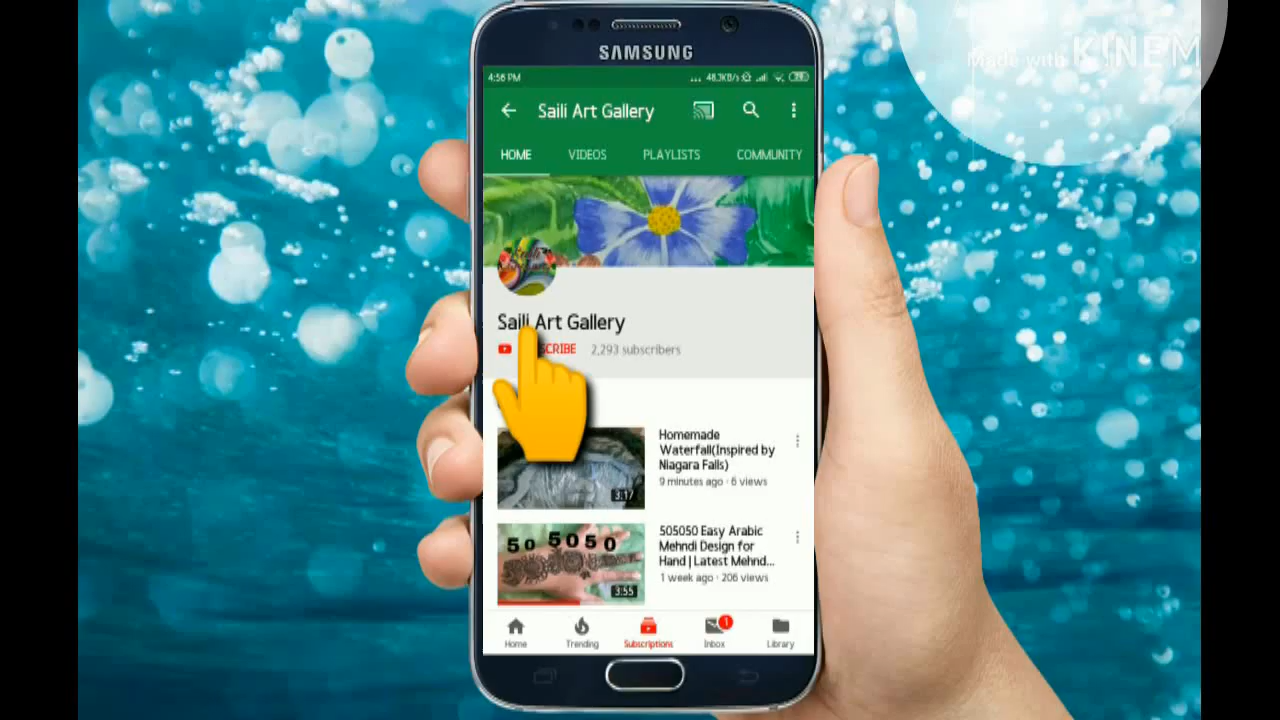 Made with KINEM
SAMSUNG
4:56 PM
... 48.3KB/s
Saili Art Gallery
HOME VIDEOS PLAYLISTS COMMUNITY
Saili Art Gallery
SCRIBE 2,293 subscribers
Homemade
Waterfall(Inspired by
Niagara Falls)
9 minutes ago · 6 views
3:17
505050 Easy Arabic
Mehndi Design for
Hand | Latest Mehnd...
1 week ago · 206 views
50 5050
3:55
1
Home Trending Subscriptions Inbox Library